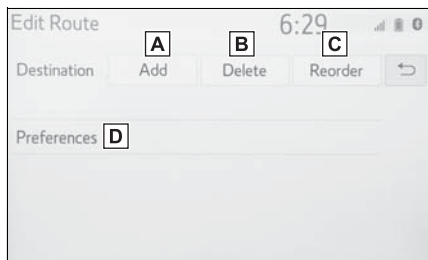 Edit Route 6:29
A B C
Destination Add Delete Reorder
Preferences D